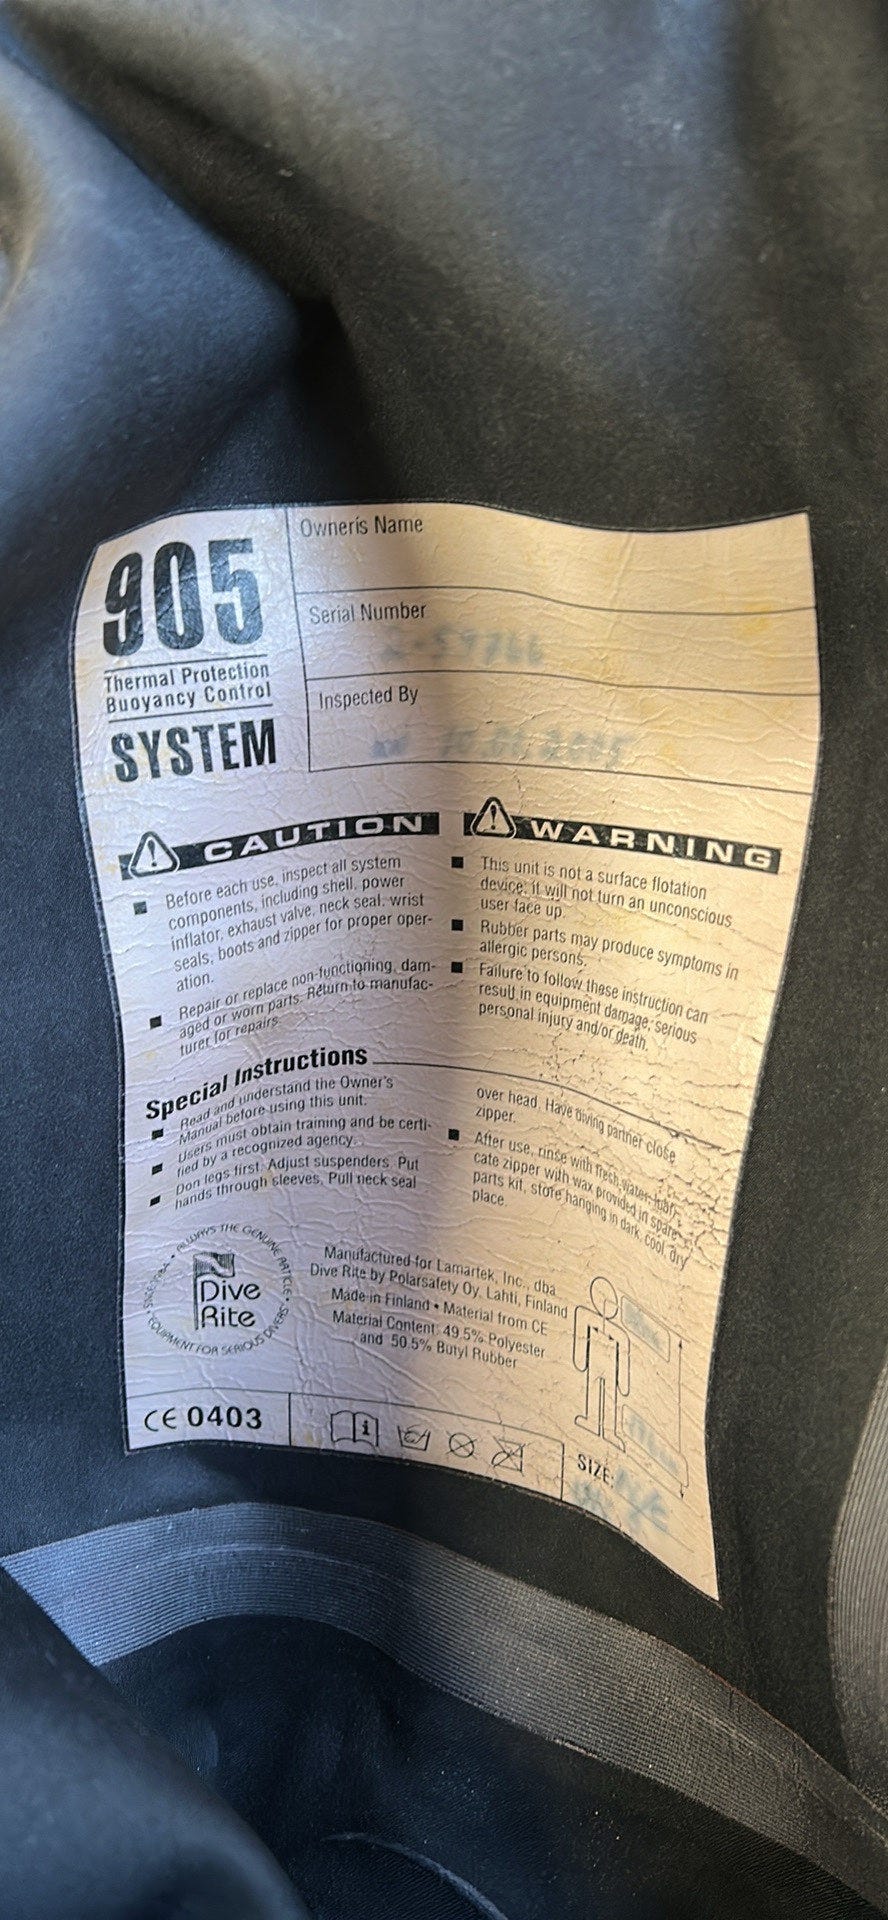 905
Thermal Protection
Buoyancy Control
SYSTEM
Ownerís Name
Serial Number
Inspected By
10.01.2005
CAUTION
■ Before each use, inspect all system
components, including shell, power
inflator, exhaust valve, neck seal, wrist
seals, boots and zipper for proper oper-
ation.
■ Repair or replace non-functioning, dam-
aged or worn parts. Return to manufac-
turer for repairs.
WARNING
■ This unit is not a surface flotation
device; it will not turn an unconscious
user face up.
■ Rubber parts may produce symptoms in
allergic persons.
■ Failure to follow these instruction can
result in equipment damage, serious
personal injury and/or death.
Special Instructions
■ Read and understand the Owner's
Manual before using this unit.
■ Users must obtain training and be certi-
fied by a recognized agency.
■ Don legs first. Adjust suspenders. Put
hands through sleeves. Pull neck seal
over head. Have diving partner close
zipper.
■ After use, rinse with fresh water, lubri-
cate zipper with wax provided in spare
parts kit, store hanging in dark, cool, dry
place.
ALWAYS THE GENUINE ARTICLE
Dive
Rite
EQUIPMENT FOR SERIOUS DIVERS
Manufactured for Lamartek, Inc., dba
Dive Rite by Polarsafety Oy, Lahti, Finland
Made in Finland • Material from CE
Material Content: 49.5% Polyester
and 50.5% Butyl Rubber
CE 0403
i
SIZE: